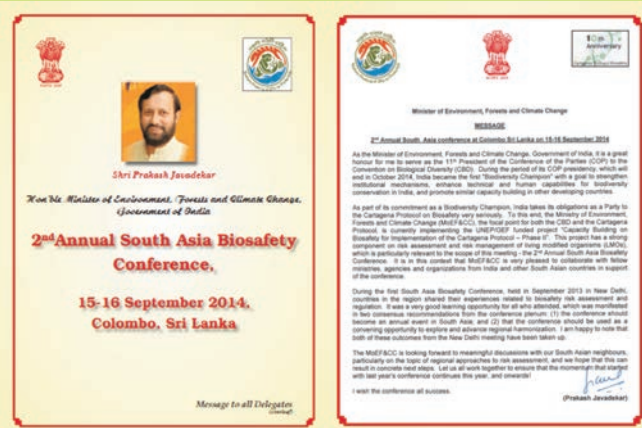 Shri Prakash Javadekar
Hon'ble Minister of Environment, Forests and Climate Change,
Government of India
2nd Annual South Asia Biosafety
Conference,
15-16 September 2014,
Colombo, Sri Lanka
Message to all Delegates
Minister of Environment, Forests and Climate Change
MESSAGE
2nd Annual South Asia conference at Colombo Sri Lanka on 15-16 September 2014
As the Minister of Environment, Forests and Climate Change, Government of India, it is a great
honour for me to serve as the 11th President of the Conference of the Parties (COP) to the
Convention on Biological Diversity (CBD). During the period of its COP presidency, which will
end in October 2014, India became the first "Biodiversity Champion" with a goal to strengthen
institutional mechanisms, enhance technical and human capabilities for biodiversity
conservation in India, and promote similar capacity building in other developing countries.
As part of its commitment as a Biodiversity Champion, India takes its obligations as a Party to
the Cartagena Protocol on Biosafety very seriously. To this end, the Ministry of Environment,
Forests and Climate Change (MoEF&CC), the focal point for both the CBD and the Cartagena
Protocol, is currently implementing the UNEP/GEF funded project "Capacity Building on
Biosafety for Implementation of the Cartagena Protocol – Phase II". This project has a strong
component on risk assessment and risk management of living modified organisms (LMOs),
which is particularly relevant to the scope of this meeting - the 2nd Annual South Asia Biosafety
Conference. It is in this context that MoEF&CC is very pleased to collaborate with fellow
ministries, agencies and organizations from India and other South Asian countries in support
of the conference.
During the first South Asia Biosafety Conference, held in September 2013 in New Delhi,
countries in the region shared their experiences related to biosafety risk assessment and
regulation. It was a very good learning opportunity for all who attended, which was manifested
in two consensus recommendations from the conference plenum: (1) the conference should
become an annual event in South Asia; and (2) that the conference should be used as a
convening opportunity to explore and advance regional harmonization. I am happy to note that
both of these outcomes from the New Delhi meeting have been taken up.
The MoEF&CC is looking forward to meaningful discussions with our South Asian neighbours,
particularly on the topic of regional approaches to risk assessment, and we hope that this can
result in concrete next steps. Let us all work together to ensure that the momentum that started
with last year's conference continues this year, and onwards!
I wish the conference all success.
(Prakash Javadekar)